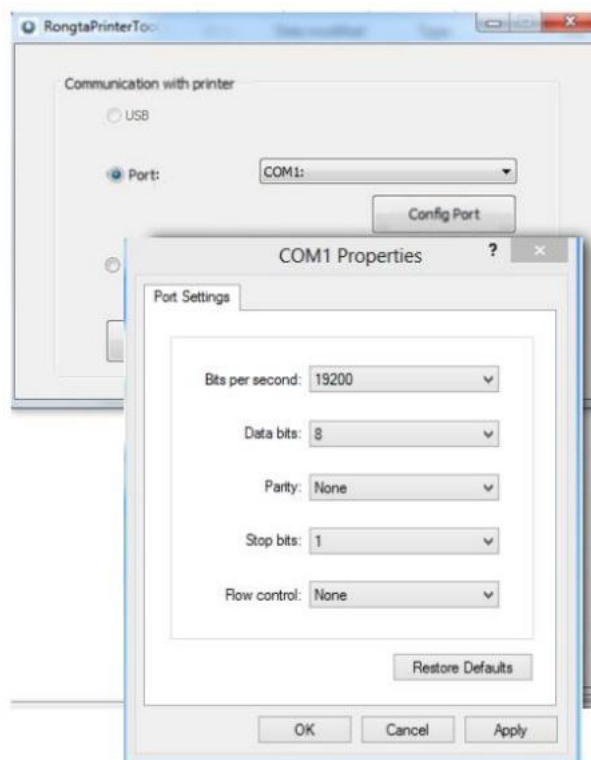 RongtaPrinterToo
Communication with printer
USB
Port: COM1:
Config Port
COM1 Properties ? ×
Port Settings
Bits per second: 19200
Data bits: 8
Parity: None
Stop bits: 1
Flow control: None
Restore Defaults
OK Cancel Apply